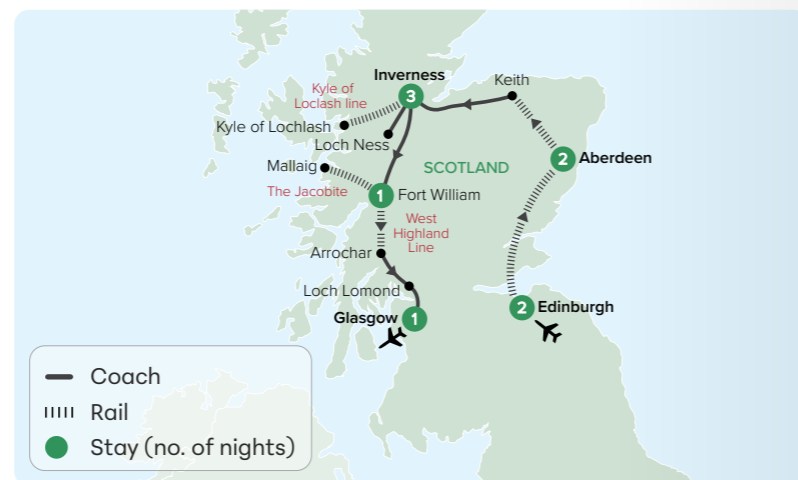 Inverness
3
Keith
Kyle of
Loclash line
Kyle of Lochlash
Loch Ness
2
Aberdeen
SCOTLAND
Mallaig
The Jacobite
1
Fort William
West
Highland
Line
Arrochar
Loch Lomond
Glasgow
1
2
Edinburgh
Coach
Rail
Stay (no. of nights)